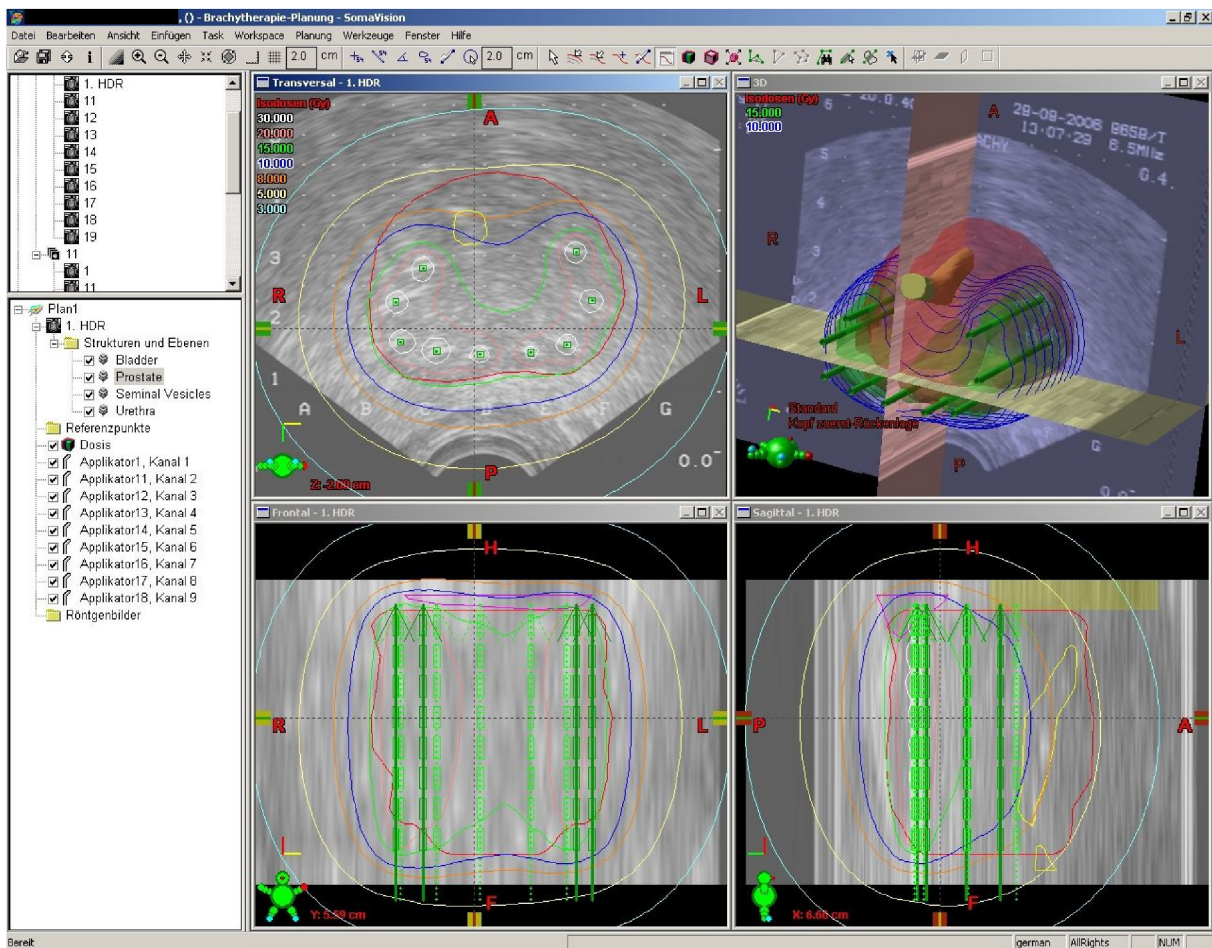 , () - Brachytherapie-Planung - SomaVision
Datei Bearbeiten Ansicht Einfügen Task Workspace Planung Werkzeuge Fenster Hilfe
2.0 cm 2.0 cm
1. HDR
11
12
13
14
15
16
17
18
19
11
1
11
Plan1
1. HDR
Strukturen und Ebenen
Bladder
Prostate
Seminal Vesicles
Urethra
Referenzpunkte
Dosis
Applikator1, Kanal 1
Applikator11, Kanal 2
Applikator12, Kanal 3
Applikator13, Kanal 4
Applikator14, Kanal 5
Applikator15, Kanal 6
Applikator16, Kanal 7
Applikator17, Kanal 8
Applikator18, Kanal 9
Röntgenbilder
Transversal - 1. HDR
Isodosen (Gy)
30.000
20.000
15.000
10.000
8.000
5.000
3.000
A
R
L
P
3
2
1
A B C D F G
0.0
Z: -2.00 cm
3D
Isodosen (Gy)
15.000
10.000
28-09-2006 8658/T
13:07:29 6.5MHz
G.4.
5
4
3
A
R
L
P
G
Standard
Kopf zuerst-Rückenlage
Frontal - 1. HDR
H
R
L
F
Y: 5.59 cm
Sagittal - 1. HDR
H
P
A
F
X: 6.66 cm
Bereit
german AllRights NUM